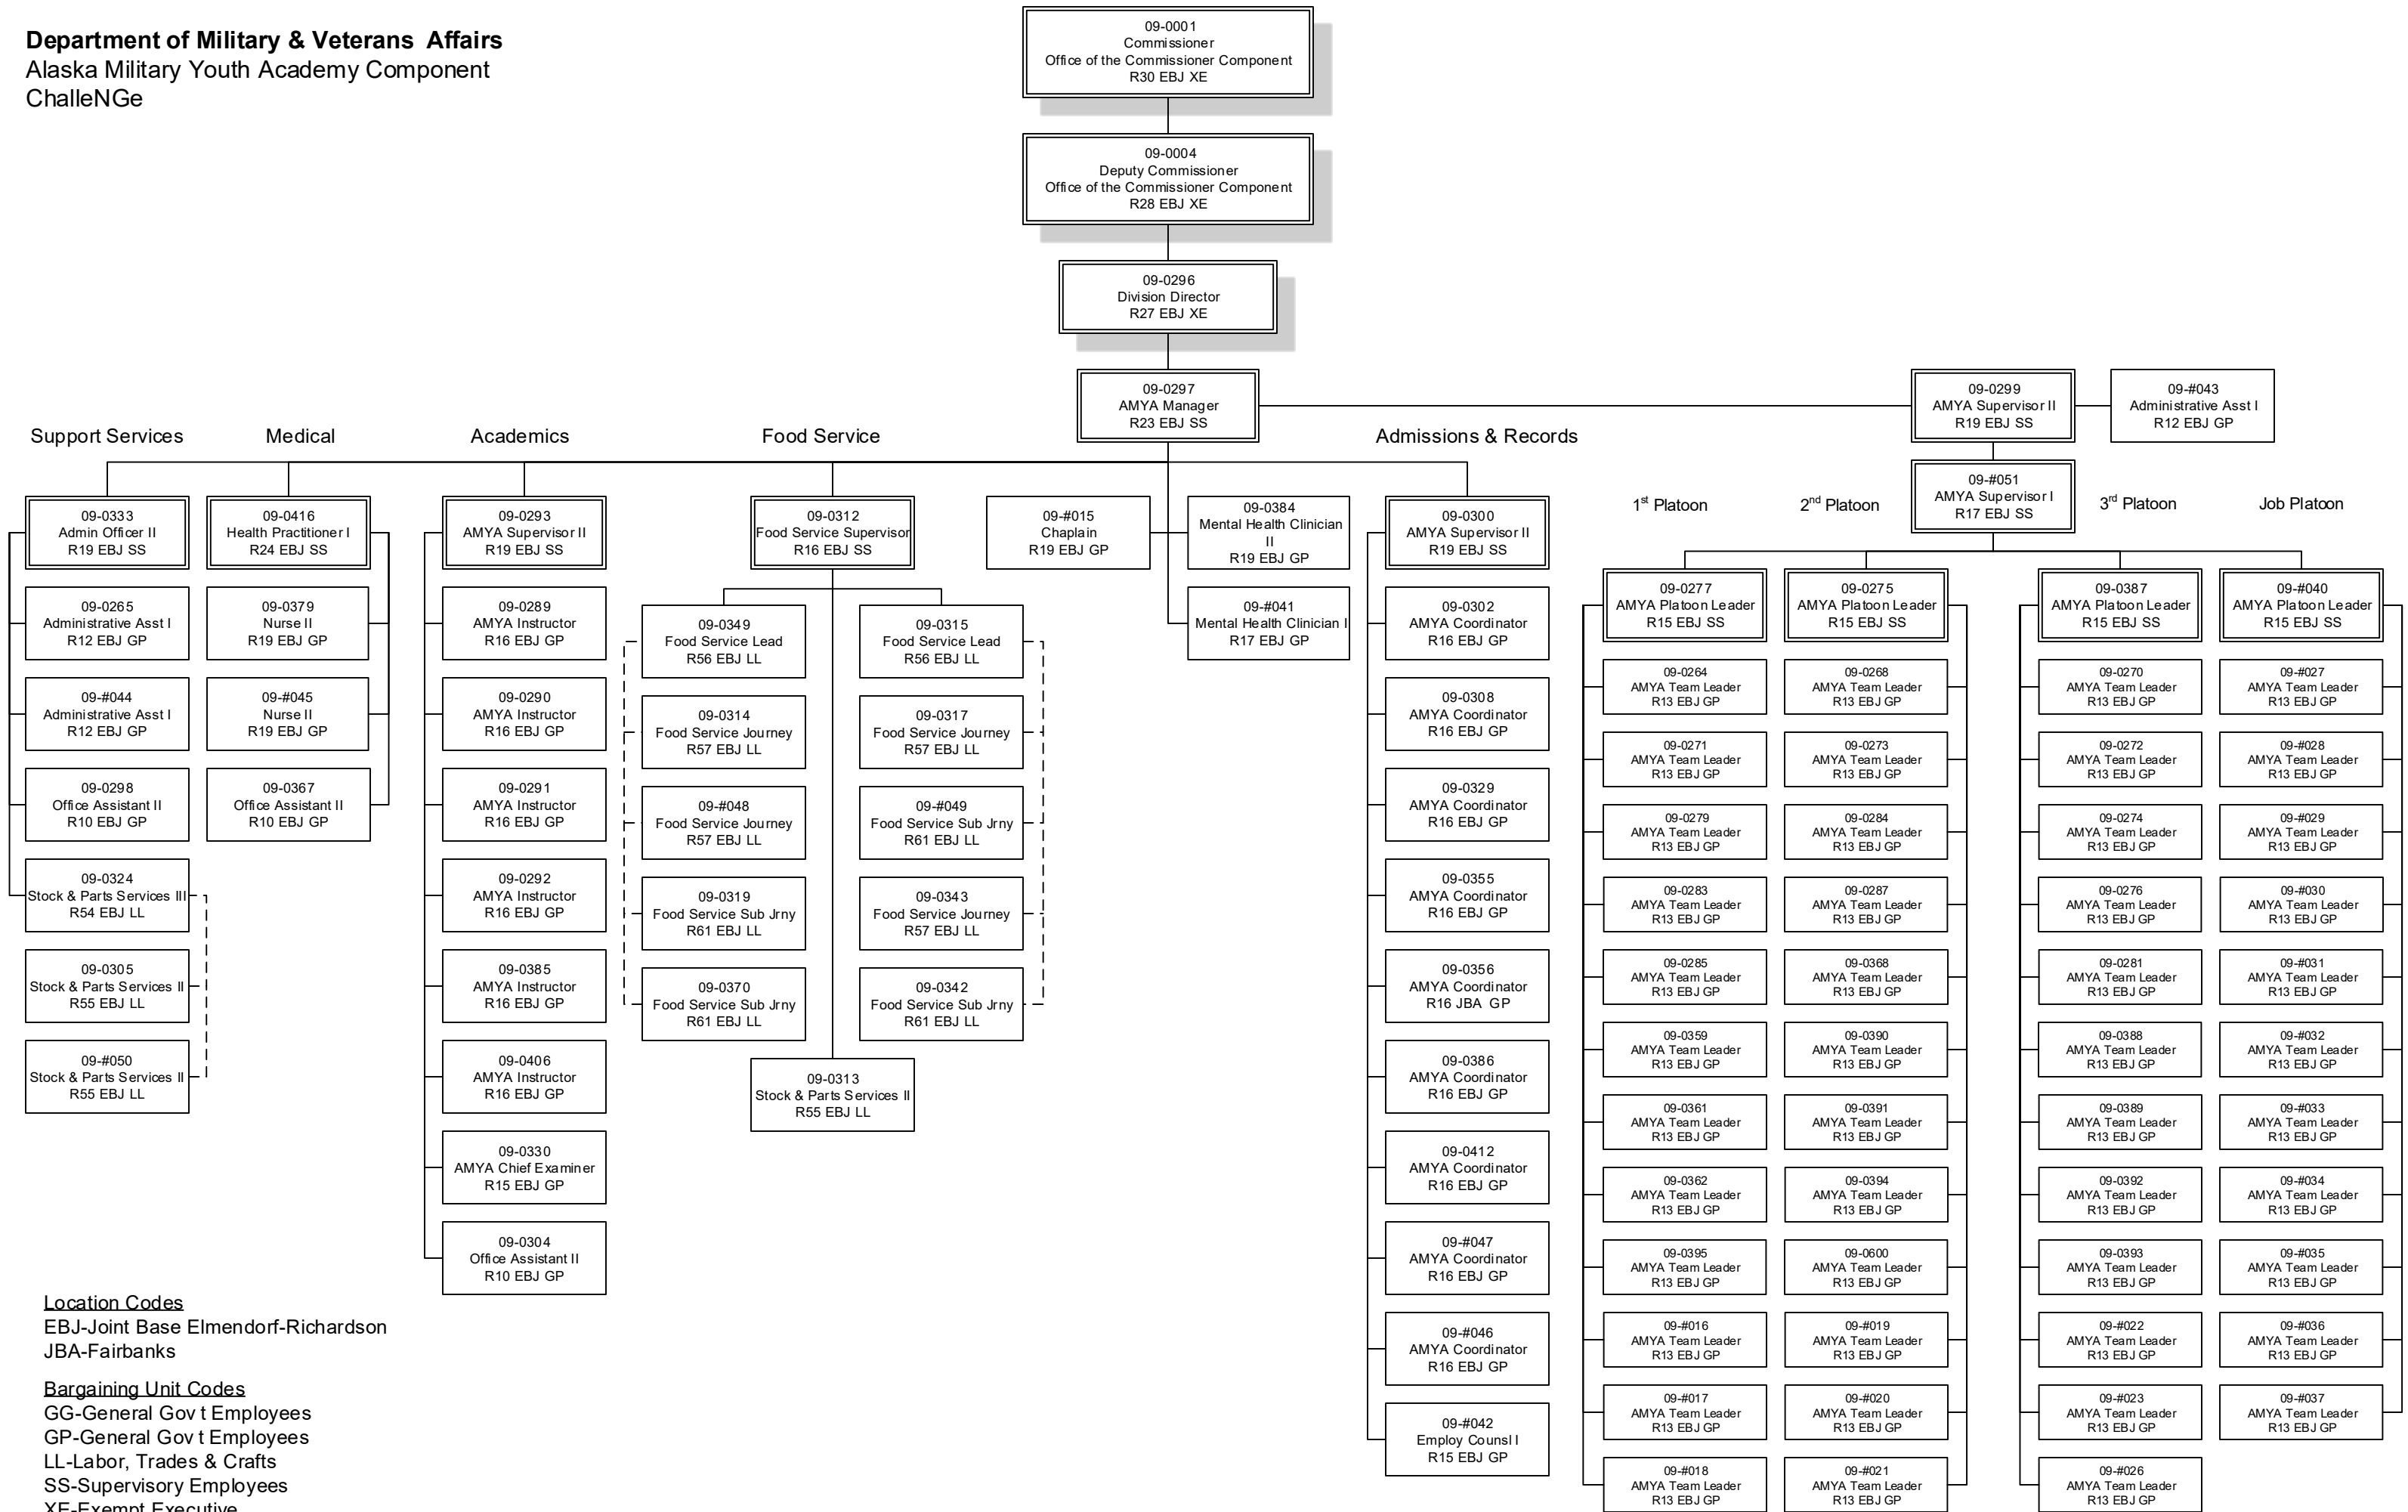 Department of Military & Veterans Affairs
Alaska Military Youth Academy Component
ChalleNGe
09-0001
Commissioner
Office of the Commissioner Component
R30 EBJ XE
09-0004
Deputy Commissioner
Office of the Commissioner Component
R28 EBJ XE
09-0296
Division Director
R27 EBJ XE
09-0297
AMYA Manager
R23 EBJ SS
09-0299
AMYA Supervisor II
R19 EBJ SS
09-#043
Administrative Asst I
R12 EBJ GP
09-#051
AMYA Supervisor I
R17 EBJ SS
Support Services
09-0333
Admin Officer II
R19 EBJ SS
09-0265
Administrative Asst I
R12 EBJ GP
09-#044
Administrative Asst I
R12 EBJ GP
09-0298
Office Assistant II
R10 EBJ GP
09-0324
Stock & Parts Services III
R54 EBJ LL
09-0305
Stock & Parts Services II
R55 EBJ LL
09-#050
Stock & Parts Services II
R55 EBJ LL
Medical
09-0416
Health Practitioner I
R24 EBJ SS
09-0379
Nurse II
R19 EBJ GP
09-#045
Nurse II
R19 EBJ GP
09-0367
Office Assistant II
R10 EBJ GP
Academics
09-0293
AMYA Supervisor II
R19 EBJ SS
09-0289
AMYA Instructor
R16 EBJ GP
09-0290
AMYA Instructor
R16 EBJ GP
09-0291
AMYA Instructor
R16 EBJ GP
09-0292
AMYA Instructor
R16 EBJ GP
09-0385
AMYA Instructor
R16 EBJ GP
09-0406
AMYA Instructor
R16 EBJ GP
09-0330
AMYA Chief Examiner
R15 EBJ GP
09-0304
Office Assistant II
R10 EBJ GP
Food Service
09-0312
Food Service Supervisor
R16 EBJ SS
09-0349
Food Service Lead
R56 EBJ LL
09-0314
Food Service Journey
R57 EBJ LL
09-#048
Food Service Journey
R57 EBJ LL
09-0319
Food Service Sub Jrny
R61 EBJ LL
09-0370
Food Service Sub Jrny
R61 EBJ LL
09-0315
Food Service Lead
R56 EBJ LL
09-0317
Food Service Journey
R57 EBJ LL
09-#049
Food Service Sub Jrny
R61 EBJ LL
09-0343
Food Service Journey
R57 EBJ LL
09-0342
Food Service Sub Jrny
R61 EBJ LL
09-0313
Stock & Parts Services II
R55 EBJ LL
09-#015
Chaplain
R19 EBJ GP
09-0384
Mental Health Clinician
II
R19 EBJ GP
09-#041
Mental Health Clinician I
R17 EBJ GP
Admissions & Records
09-0300
AMYA Supervisor II
R19 EBJ SS
09-0302
AMYA Coordinator
R16 EBJ GP
09-0308
AMYA Coordinator
R16 EBJ GP
09-0329
AMYA Coordinator
R16 EBJ GP
09-0355
AMYA Coordinator
R16 EBJ GP
09-0356
AMYA Coordinator
R16 JBA GP
09-0386
AMYA Coordinator
R16 EBJ GP
09-0412
AMYA Coordinator
R16 EBJ GP
09-#047
AMYA Coordinator
R16 EBJ GP
09-#046
AMYA Coordinator
R16 EBJ GP
09-#042
Employ Counsl I
R15 EBJ GP
1st Platoon
09-0277
AMYA Platoon Leader
R15 EBJ SS
09-0264
AMYA Team Leader
R13 EBJ GP
09-0271
AMYA Team Leader
R13 EBJ GP
09-0279
AMYA Team Leader
R13 EBJ GP
09-0283
AMYA Team Leader
R13 EBJ GP
09-0285
AMYA Team Leader
R13 EBJ GP
09-0359
AMYA Team Leader
R13 EBJ GP
09-0361
AMYA Team Leader
R13 EBJ GP
09-0362
AMYA Team Leader
R13 EBJ GP
09-0395
AMYA Team Leader
R13 EBJ GP
09-#016
AMYA Team Leader
R13 EBJ GP
09-#017
AMYA Team Leader
R13 EBJ GP
09-#018
AMYA Team Leader
R13 EBJ GP
2nd Platoon
09-0275
AMYA Platoon Leader
R15 EBJ SS
09-0268
AMYA Team Leader
R13 EBJ GP
09-0273
AMYA Team Leader
R13 EBJ GP
09-0284
AMYA Team Leader
R13 EBJ GP
09-0287
AMYA Team Leader
R13 EBJ GP
09-0368
AMYA Team Leader
R13 EBJ GP
09-0390
AMYA Team Leader
R13 EBJ GP
09-0391
AMYA Team Leader
R13 EBJ GP
09-0394
AMYA Team Leader
R13 EBJ GP
09-0600
AMYA Team Leader
R13 EBJ GP
09-#019
AMYA Team Leader
R13 EBJ GP
09-#020
AMYA Team Leader
R13 EBJ GP
09-#021
AMYA Team Leader
R13 EBJ GP
3rd Platoon
09-0387
AMYA Platoon Leader
R15 EBJ SS
09-0270
AMYA Team Leader
R13 EBJ GP
09-0272
AMYA Team Leader
R13 EBJ GP
09-0274
AMYA Team Leader
R13 EBJ GP
09-0276
AMYA Team Leader
R13 EBJ GP
09-0281
AMYA Team Leader
R13 EBJ GP
09-0388
AMYA Team Leader
R13 EBJ GP
09-0389
AMYA Team Leader
R13 EBJ GP
09-0392
AMYA Team Leader
R13 EBJ GP
09-0393
AMYA Team Leader
R13 EBJ GP
09-#022
AMYA Team Leader
R13 EBJ GP
09-#023
AMYA Team Leader
R13 EBJ GP
09-#026
AMYA Team Leader
R13 EBJ GP
Job Platoon
09-#040
AMYA Platoon Leader
R15 EBJ SS
09-#027
AMYA Team Leader
R13 EBJ GP
09-#028
AMYA Team Leader
R13 EBJ GP
09-#029
AMYA Team Leader
R13 EBJ GP
09-#030
AMYA Team Leader
R13 EBJ GP
09-#031
AMYA Team Leader
R13 EBJ GP
09-#032
AMYA Team Leader
R13 EBJ GP
09-#033
AMYA Team Leader
R13 EBJ GP
09-#034
AMYA Team Leader
R13 EBJ GP
09-#035
AMYA Team Leader
R13 EBJ GP
09-#036
AMYA Team Leader
R13 EBJ GP
09-#037
AMYA Team Leader
R13 EBJ GP
Location Codes
EBJ-Joint Base Elmendorf-Richardson
JBA-Fairbanks
Bargaining Unit Codes
GG-General Gov t Employees
GP-General Gov t Employees
LL-Labor, Trades & Crafts
SS-Supervisory Employees
XE-Exempt Executive